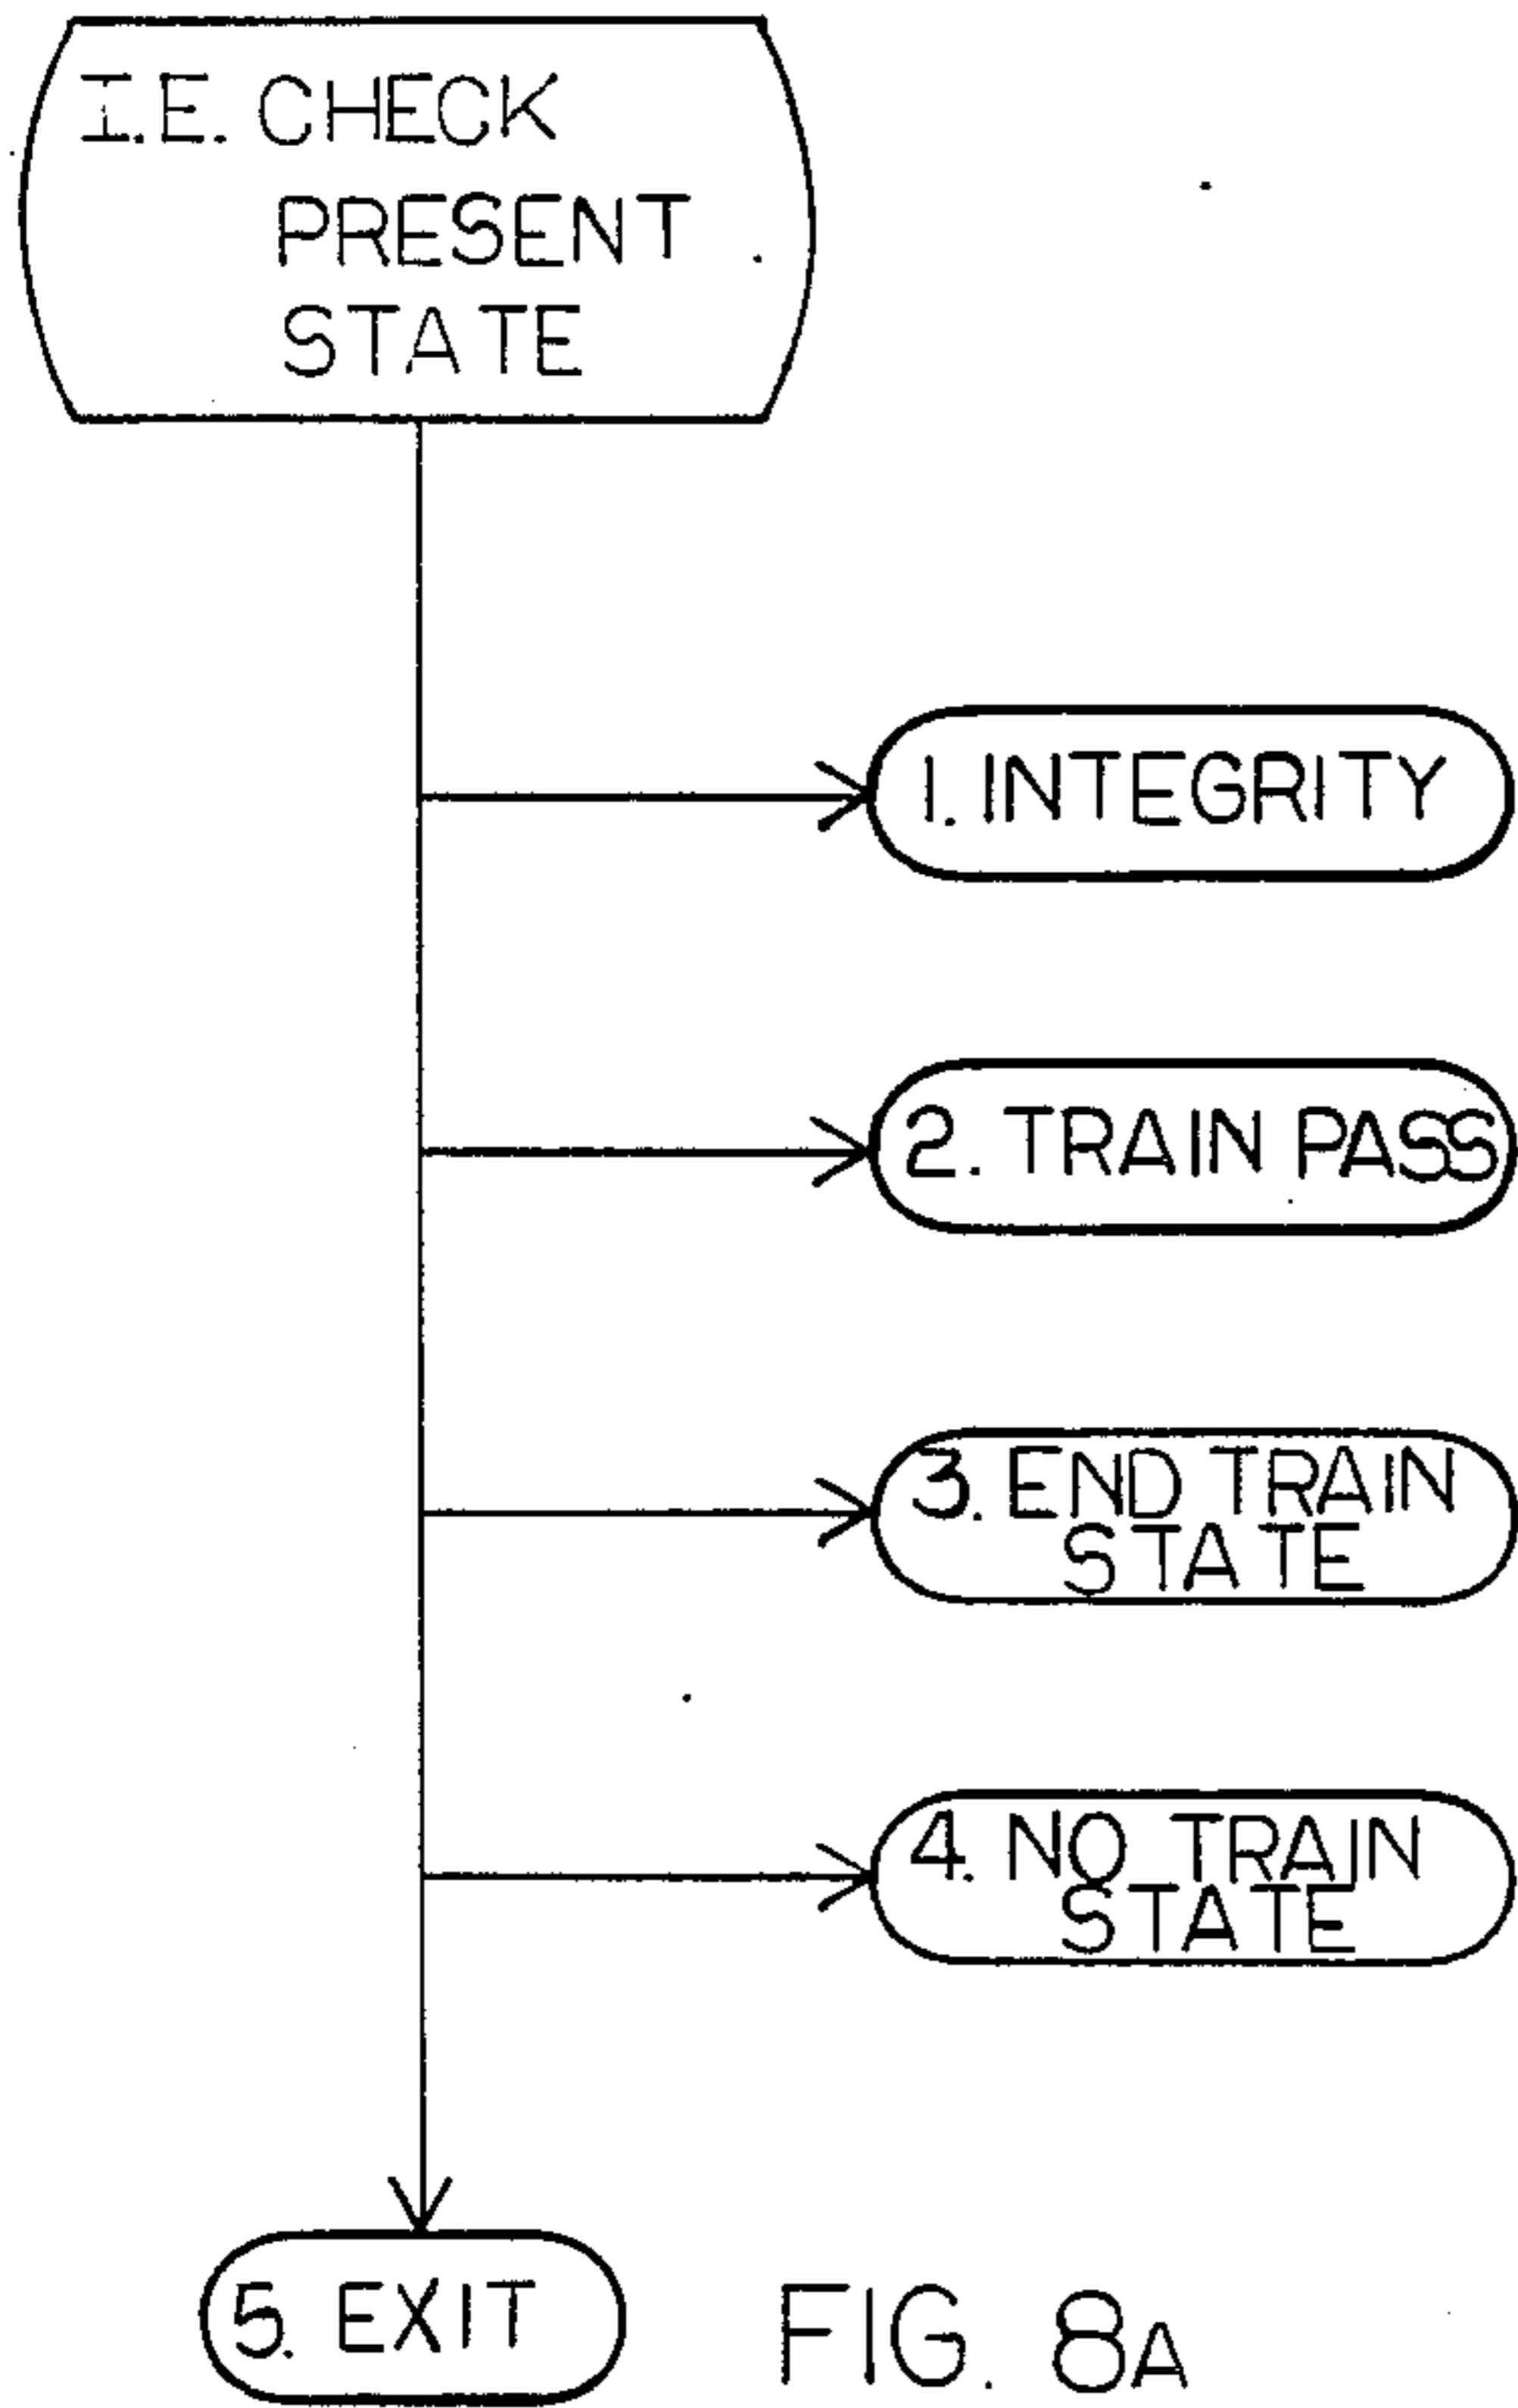 I.E. CHECK
PRESENT
STATE
1. INTEGRITY
2. TRAIN PASS
3. END TRAIN
STATE
4. NO TRAIN
STATE
5. EXIT
FIG. 8A